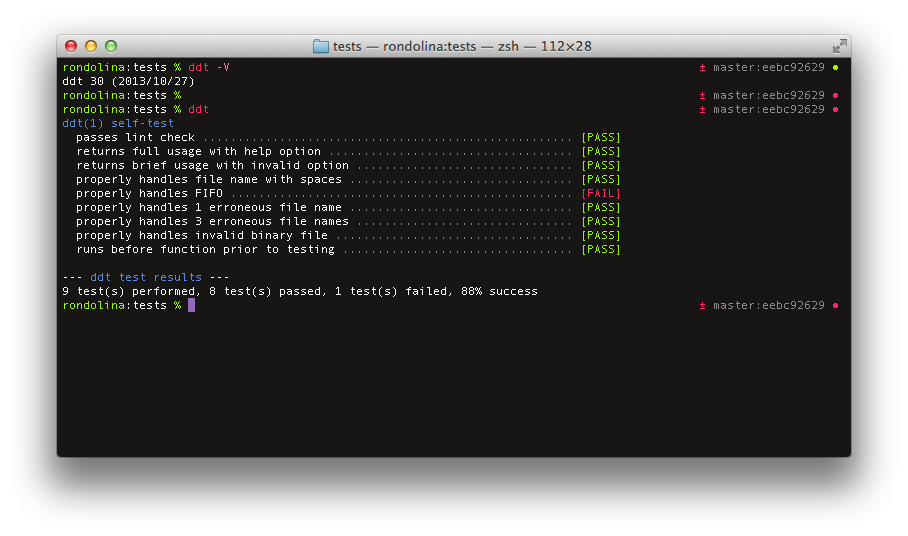 tests — rondolina:tests — zsh — 112×28
rondolina:tests % ddt -V ± master:eebc92629 ●
ddt 30 (2013/10/27)
rondolina:tests % ± master:eebc92629 ●
rondolina:tests % ddt ± master:eebc92629 ●
ddt(1) self-test
passes lint check ..................................................... [PASS]
returns full usage with help option ................................... [PASS]
returns brief usage with invalid option ............................... [PASS]
properly handles file name with spaces ................................ [PASS]
properly handles FIFO ................................................. [FAIL]
properly handles 1 erroneous file name ................................ [PASS]
properly handles 3 erroneous file names ............................... [PASS]
properly handles invalid binary file .................................. [PASS]
runs before function prior to testing ................................. [PASS]
--- ddt test results ---
9 test(s) performed, 8 test(s) passed, 1 test(s) failed, 88% success
rondolina:tests % ± master:eebc92629 ●